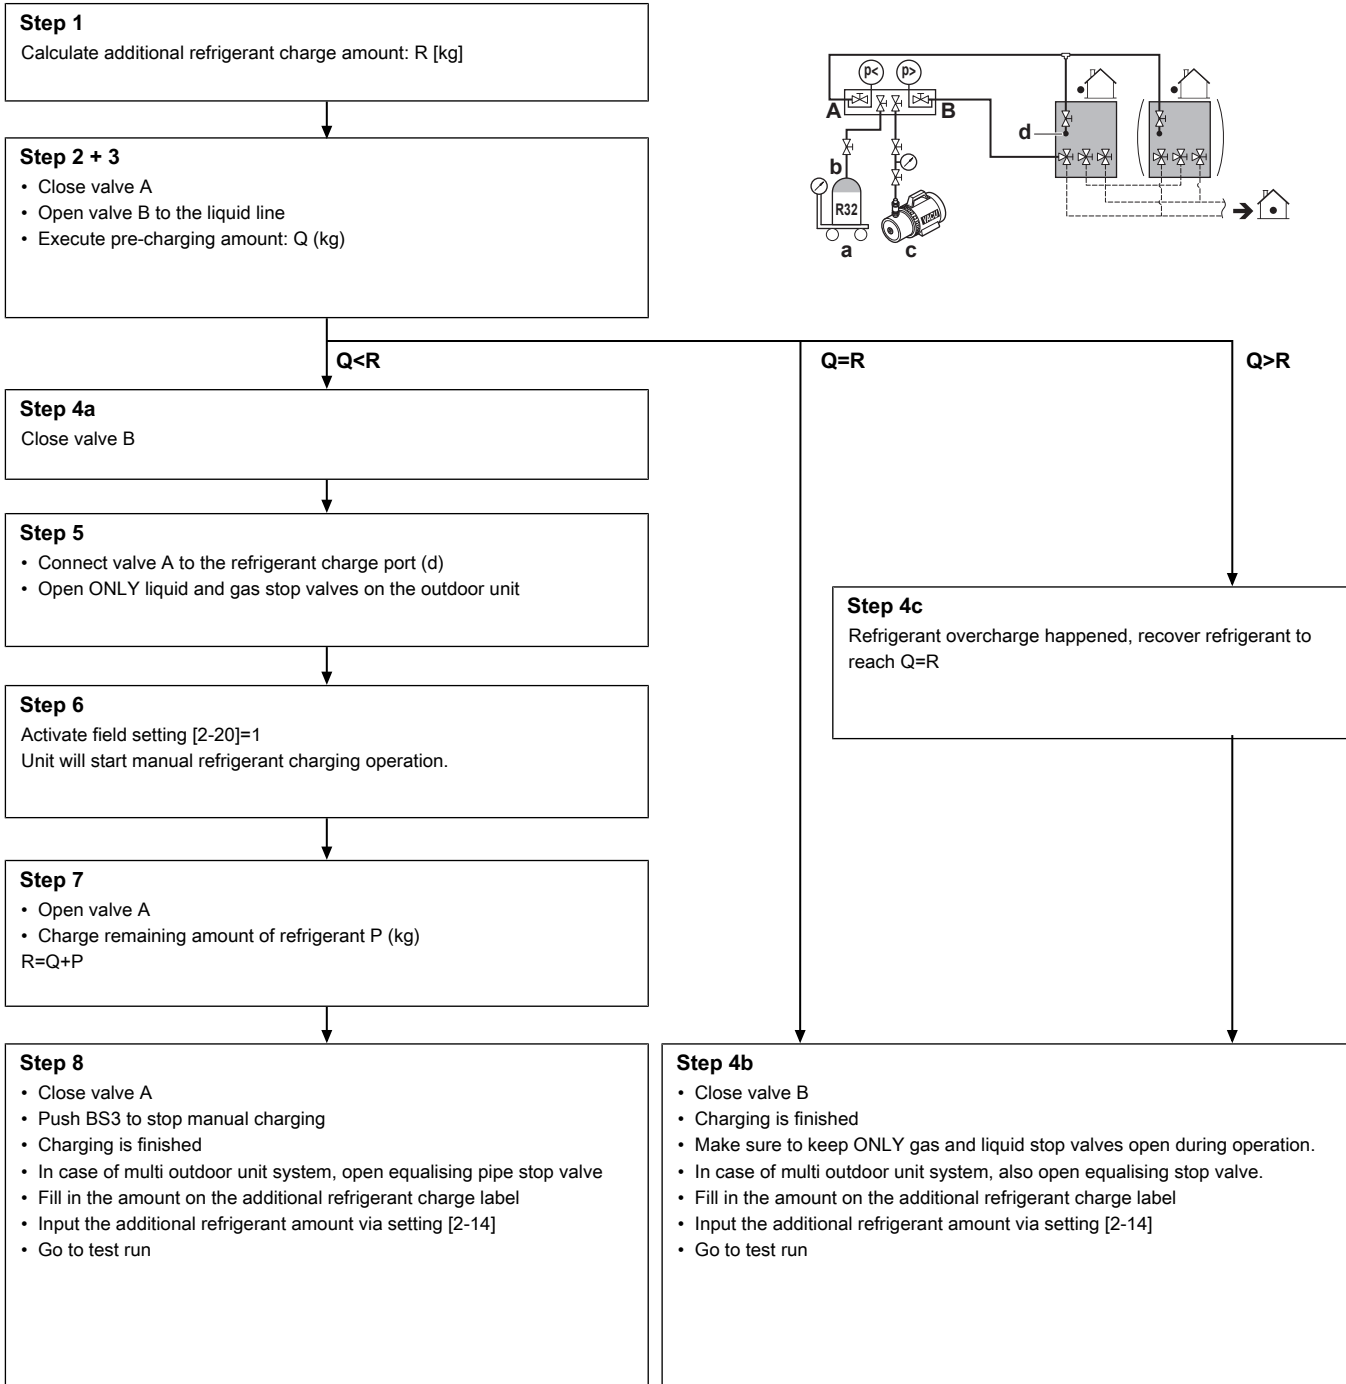 Step 1
Calculate additional refrigerant charge amount: R [kg]
p<
p>
A
B
d
b
R32
VACU
a
c
Step 2 + 3
• Close valve A
• Open valve B to the liquid line
• Execute pre-charging amount: Q (kg)
Q<R
Q=R
Q>R
Step 4a
Close valve B
Step 5
• Connect valve A to the refrigerant charge port (d)
• Open ONLY liquid and gas stop valves on the outdoor unit
Step 4c
Refrigerant overcharge happened, recover refrigerant to
reach Q=R
Step 6
Activate field setting [2-20]=1
Unit will start manual refrigerant charging operation.
Step 7
• Open valve A
• Charge remaining amount of refrigerant P (kg)
R=Q+P
Step 8
• Close valve A
• Push BS3 to stop manual charging
• Charging is finished
• In case of multi outdoor unit system, open equalising pipe stop valve
• Fill in the amount on the additional refrigerant charge label
• Input the additional refrigerant amount via setting [2-14]
• Go to test run
Step 4b
• Close valve B
• Charging is finished
• Make sure to keep ONLY gas and liquid stop valves open during operation.
• In case of multi outdoor unit system, also open equalising stop valve.
• Fill in the amount on the additional refrigerant charge label
• Input the additional refrigerant amount via setting [2-14]
• Go to test run